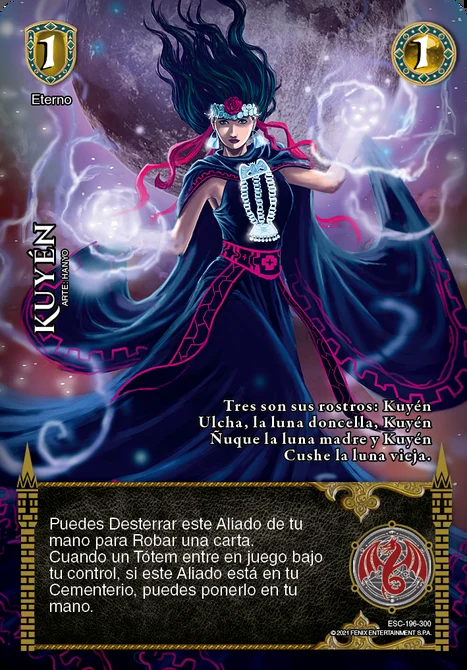 1
1
Eterno
KUYÉN
ARTE: HANYO
Tres son sus rostros: Kuyén
Ulcha, la luna doncella, Kuyén
Ñuque la luna madre y Kuyén
Cushe la luna vieja.
Puedes Desterrar este Aliado de tu
mano para Robar una carta.
Cuando un Tótem entre en juego bajo
tu control, si este Aliado está en tu
Cementerio, puedes ponerlo en tu
mano.
ESC-196-300
©2021 FENIX ENTERTAINMENT S.P.A.